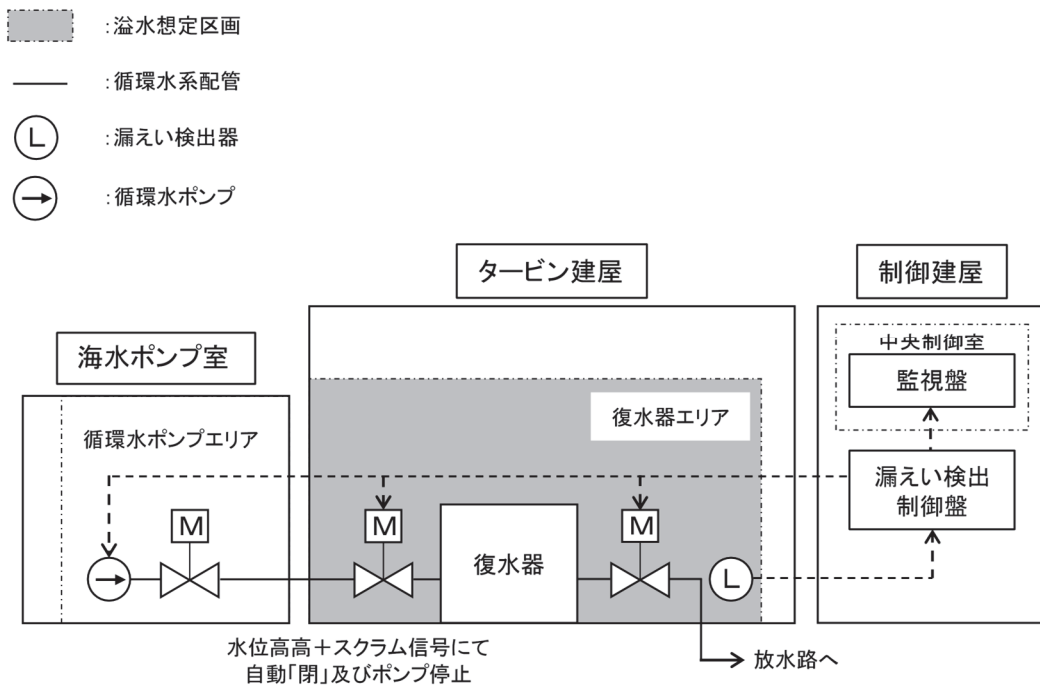 :溢水想定区画
:循環水系配管
L
:漏えい検出器
:循環水ポンプ
タービン建屋
制御建屋
海水ポンプ室
中央制御室
監視盤
復水器エリア
循環水ポンプエリア
漏えい検出
制御盤
M
M
M
復水器
L
水位高高+スクラム信号にて
自動「閉」及びポンプ停止
放水路へ